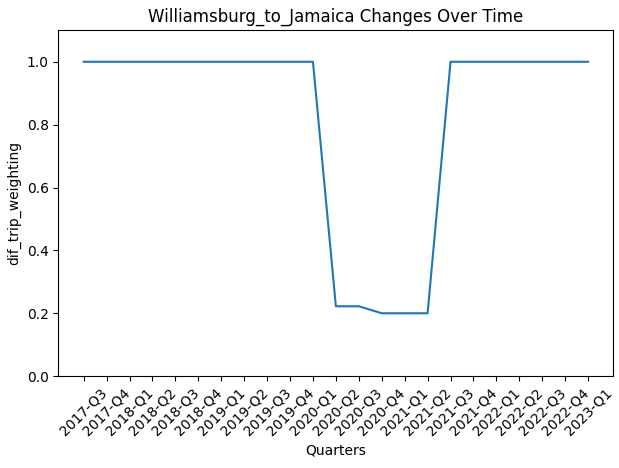 Williamsburg_to_Jamaica Changes Over Time
dif_trip_weighting
1.0
0.8
0.6
0.4
0.2
0.0
2017-Q3
2017-Q4
2018-Q1
2018-Q2
2018-Q3
2018-Q4
2019-Q1
2019-Q2
2019-Q3
2019-Q4
2020-Q1
2020-Q2
2020-Q3
2020-Q4
2021-Q1
2021-Q2
2021-Q3
2021-Q4
2022-Q1
2022-Q2
2022-Q3
2022-Q4
2023-Q1
Quarters